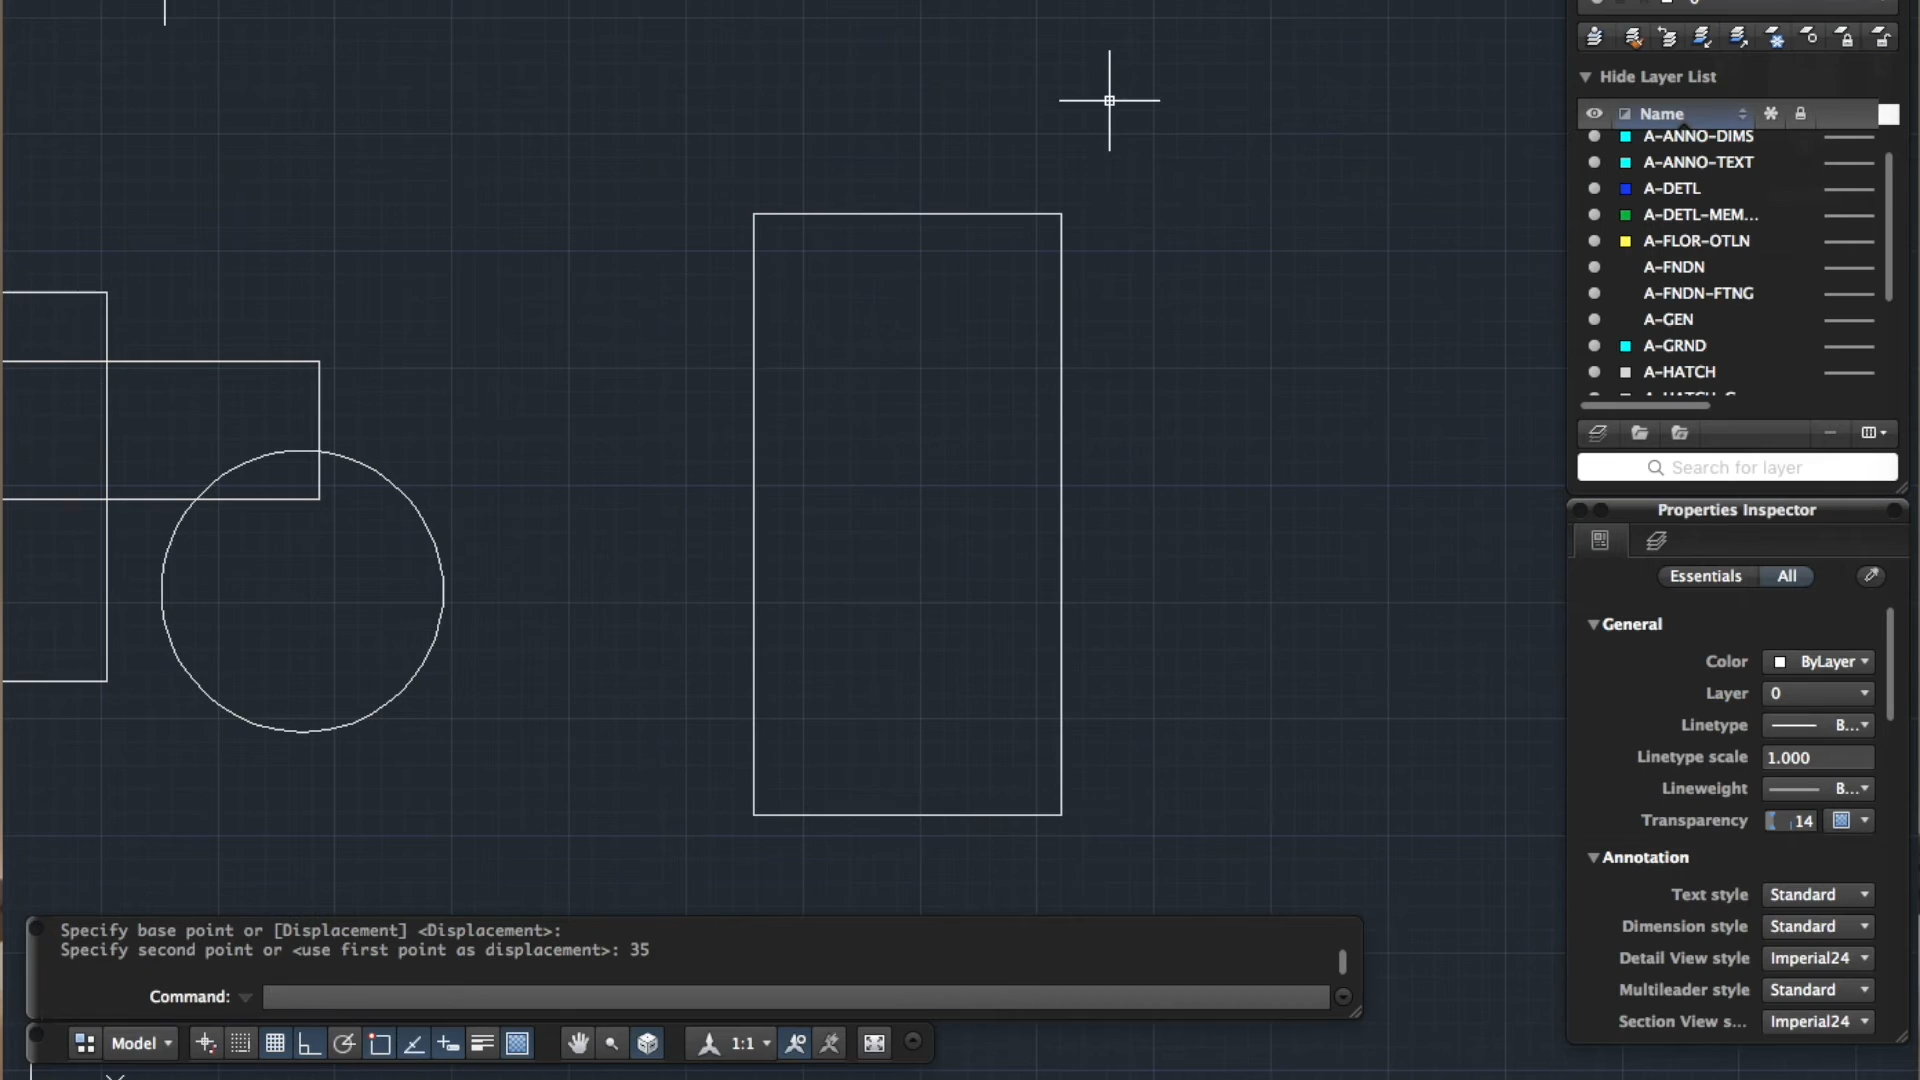 Hide Layer List
Name
A-ANNO-DIMS
A-ANNO-TEXT
A-DETL
A-DETL-MEM...
A-FLOR-OTLN
A-FNDN
A-FNDN-FTNG
A-GEN
A-GRND
A-HATCH
Search for layer
Properties Inspector
Essentials All
General
Color ByLayer
Layer 0
Linetype B...
Linetype scale 1.000
Lineweight B...
Transparency 14
Annotation
Text style Standard
Dimension style Standard
Detail View style Imperial24
Multileader style Standard
Section View s... Imperial24
Specify base point or [Displacement] <Displacement>:
Specify second point or <use first point as displacement>: 35
Command:
Model 1:1